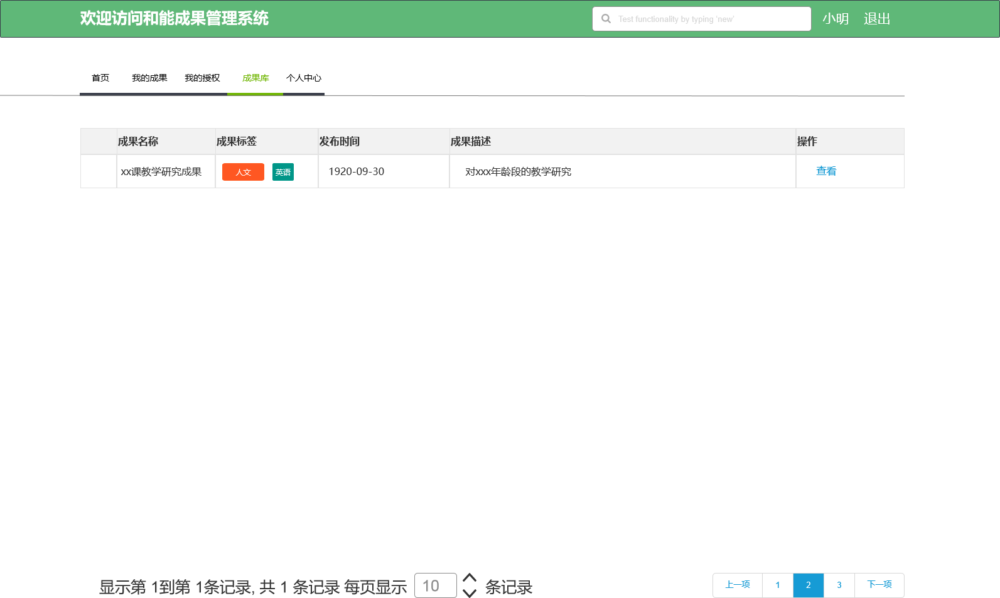 欢迎访问和能成果管理系统
Test functionality by typing 'new'
小明 退出
首页 我的成果 我的授权 成果库 个人中心
成果名称 成果标签 发布时间 成果描述 操作
xx课教学研究成果 人文 英语 1920-09-30 对xxx年龄段的教学研究 查看
显示第 1到第 1条记录, 共 1 条记录 每页显示 10 条记录
上一项 1 2 3 下一项